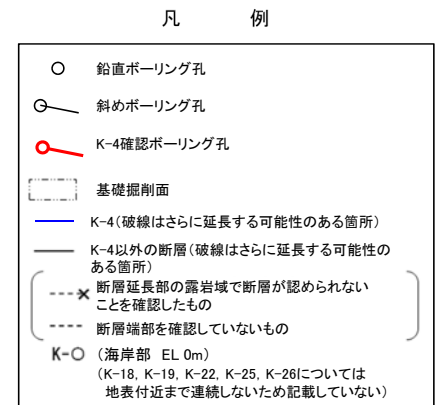 凡 例
鉛直ボーリング孔
斜めボーリング孔
K-4確認ボーリング孔
基礎掘削面
K-4(破線はさらに延長する可能性のある箇所)
K-4以外の断層(破線はさらに延長する可能性の
ある箇所)
断層延長部の露岩域で断層が認められない
ことを確認したもの
断層端部を確認していないもの
K-○ (海岸部 EL 0m)
(K-18, K-19, K-22, K-25, K-26については
地表付近まで連続しないため記載していない)